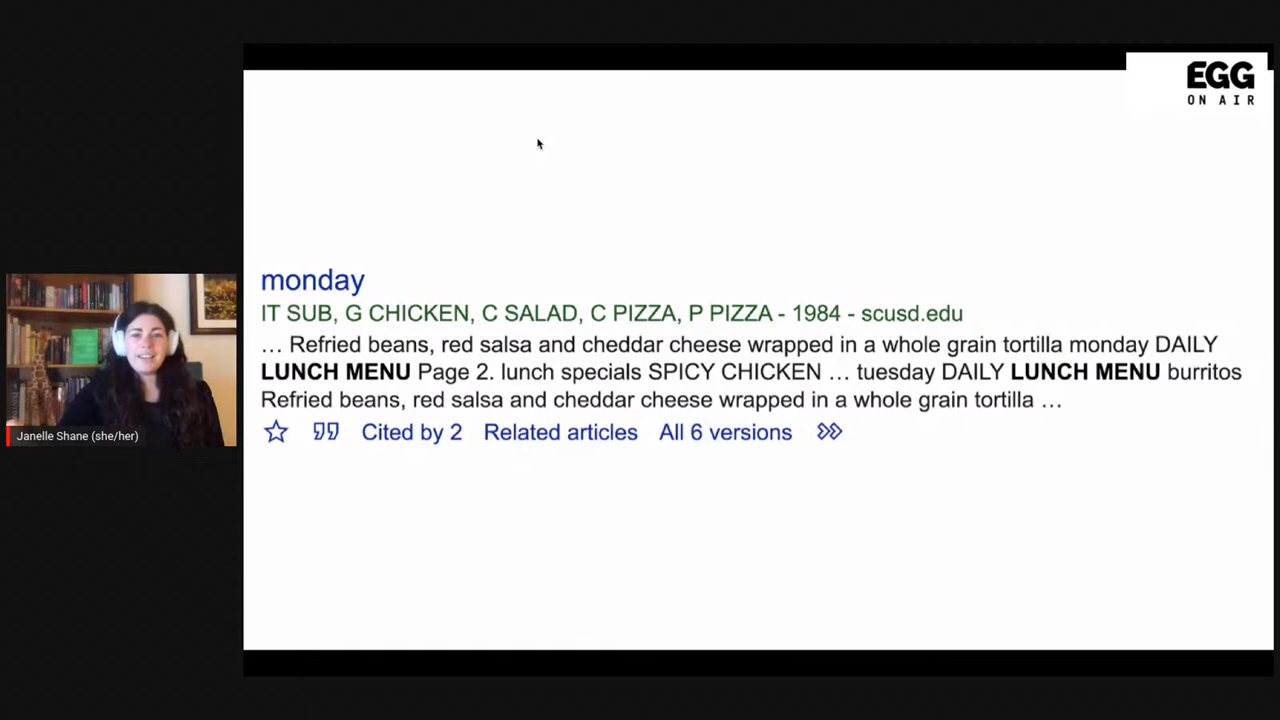 EGG
ON AIR
monday
IT SUB, G CHICKEN, C SALAD, C PIZZA, P PIZZA - 1984 - scusd.edu
… Refried beans, red salsa and cheddar cheese wrapped in a whole grain tortilla monday DAILY
LUNCH MENU Page 2. lunch specials SPICY CHICKEN … tuesday DAILY LUNCH MENU burritos
Refried beans, red salsa and cheddar cheese wrapped in a whole grain tortilla …
Cited by 2 Related articles All 6 versions
Janelle Shane (she/her)